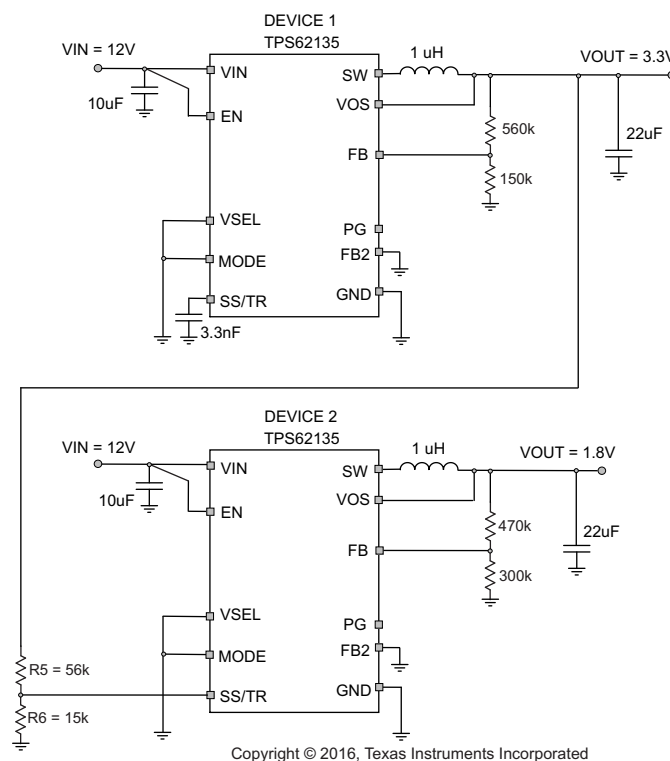 DEVICE 1
TPS62135
VIN = 12V
VIN
10uF
EN
VSEL
MODE
SS/TR
3.3nF
SW
1 uH
VOUT = 3.3V
VOS
560k
22uF
FB
150k
PG
FB2
GND
DEVICE 2
TPS62135
VIN = 12V
VIN
10uF
EN
VSEL
MODE
SS/TR
R5 = 56k
R6 = 15k
SW
1 uH
VOUT = 1.8V
VOS
470k
22uF
FB
300k
PG
FB2
GND
Copyright © 2016, Texas Instruments Incorporated